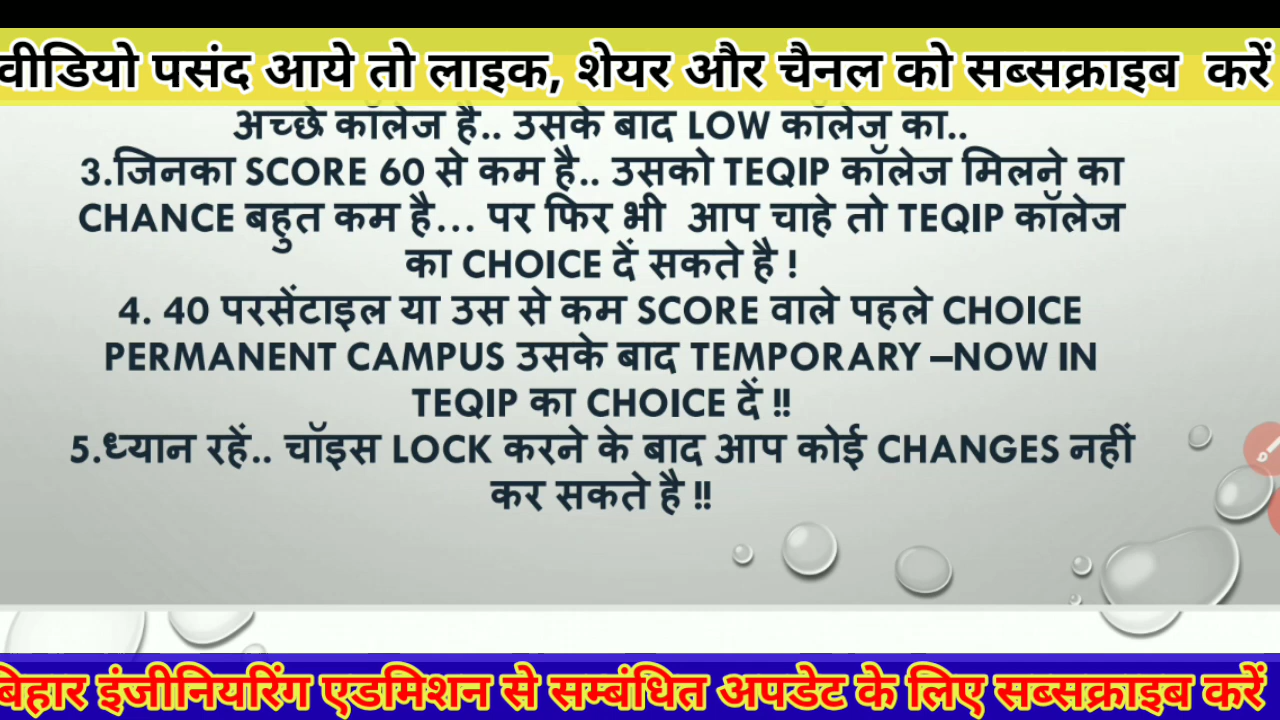 वीडियो पसंद आये तो लाइक, शेयर और चैनल को सब्सक्राइब करें
अच्छे कॉलेज है.. उसके बाद LOW कॉलेज का..
3.जिनका SCORE 60 से कम है.. उसको TEQIP कॉलेज मिलने का
CHANCE बहुत कम है... पर फिर भी आप चाहे तो TEQIP कॉलेज
का CHOICE दें सकते है !
4. 40 परसेंटाइल या उस से कम SCORE वाले पहले CHOICE
PERMANENT CAMPUS उसके बाद TEMPORARY –NOW IN
TEQIP का CHOICE दें !!
5.ध्यान रहें.. चॉइस LOCK करने के बाद आप कोई CHANGES नहीं
कर सकते है !!
बिहार इंजीनियरिंग एडमिशन से सम्बंधित अपडेट के लिए सब्सक्राइब करें